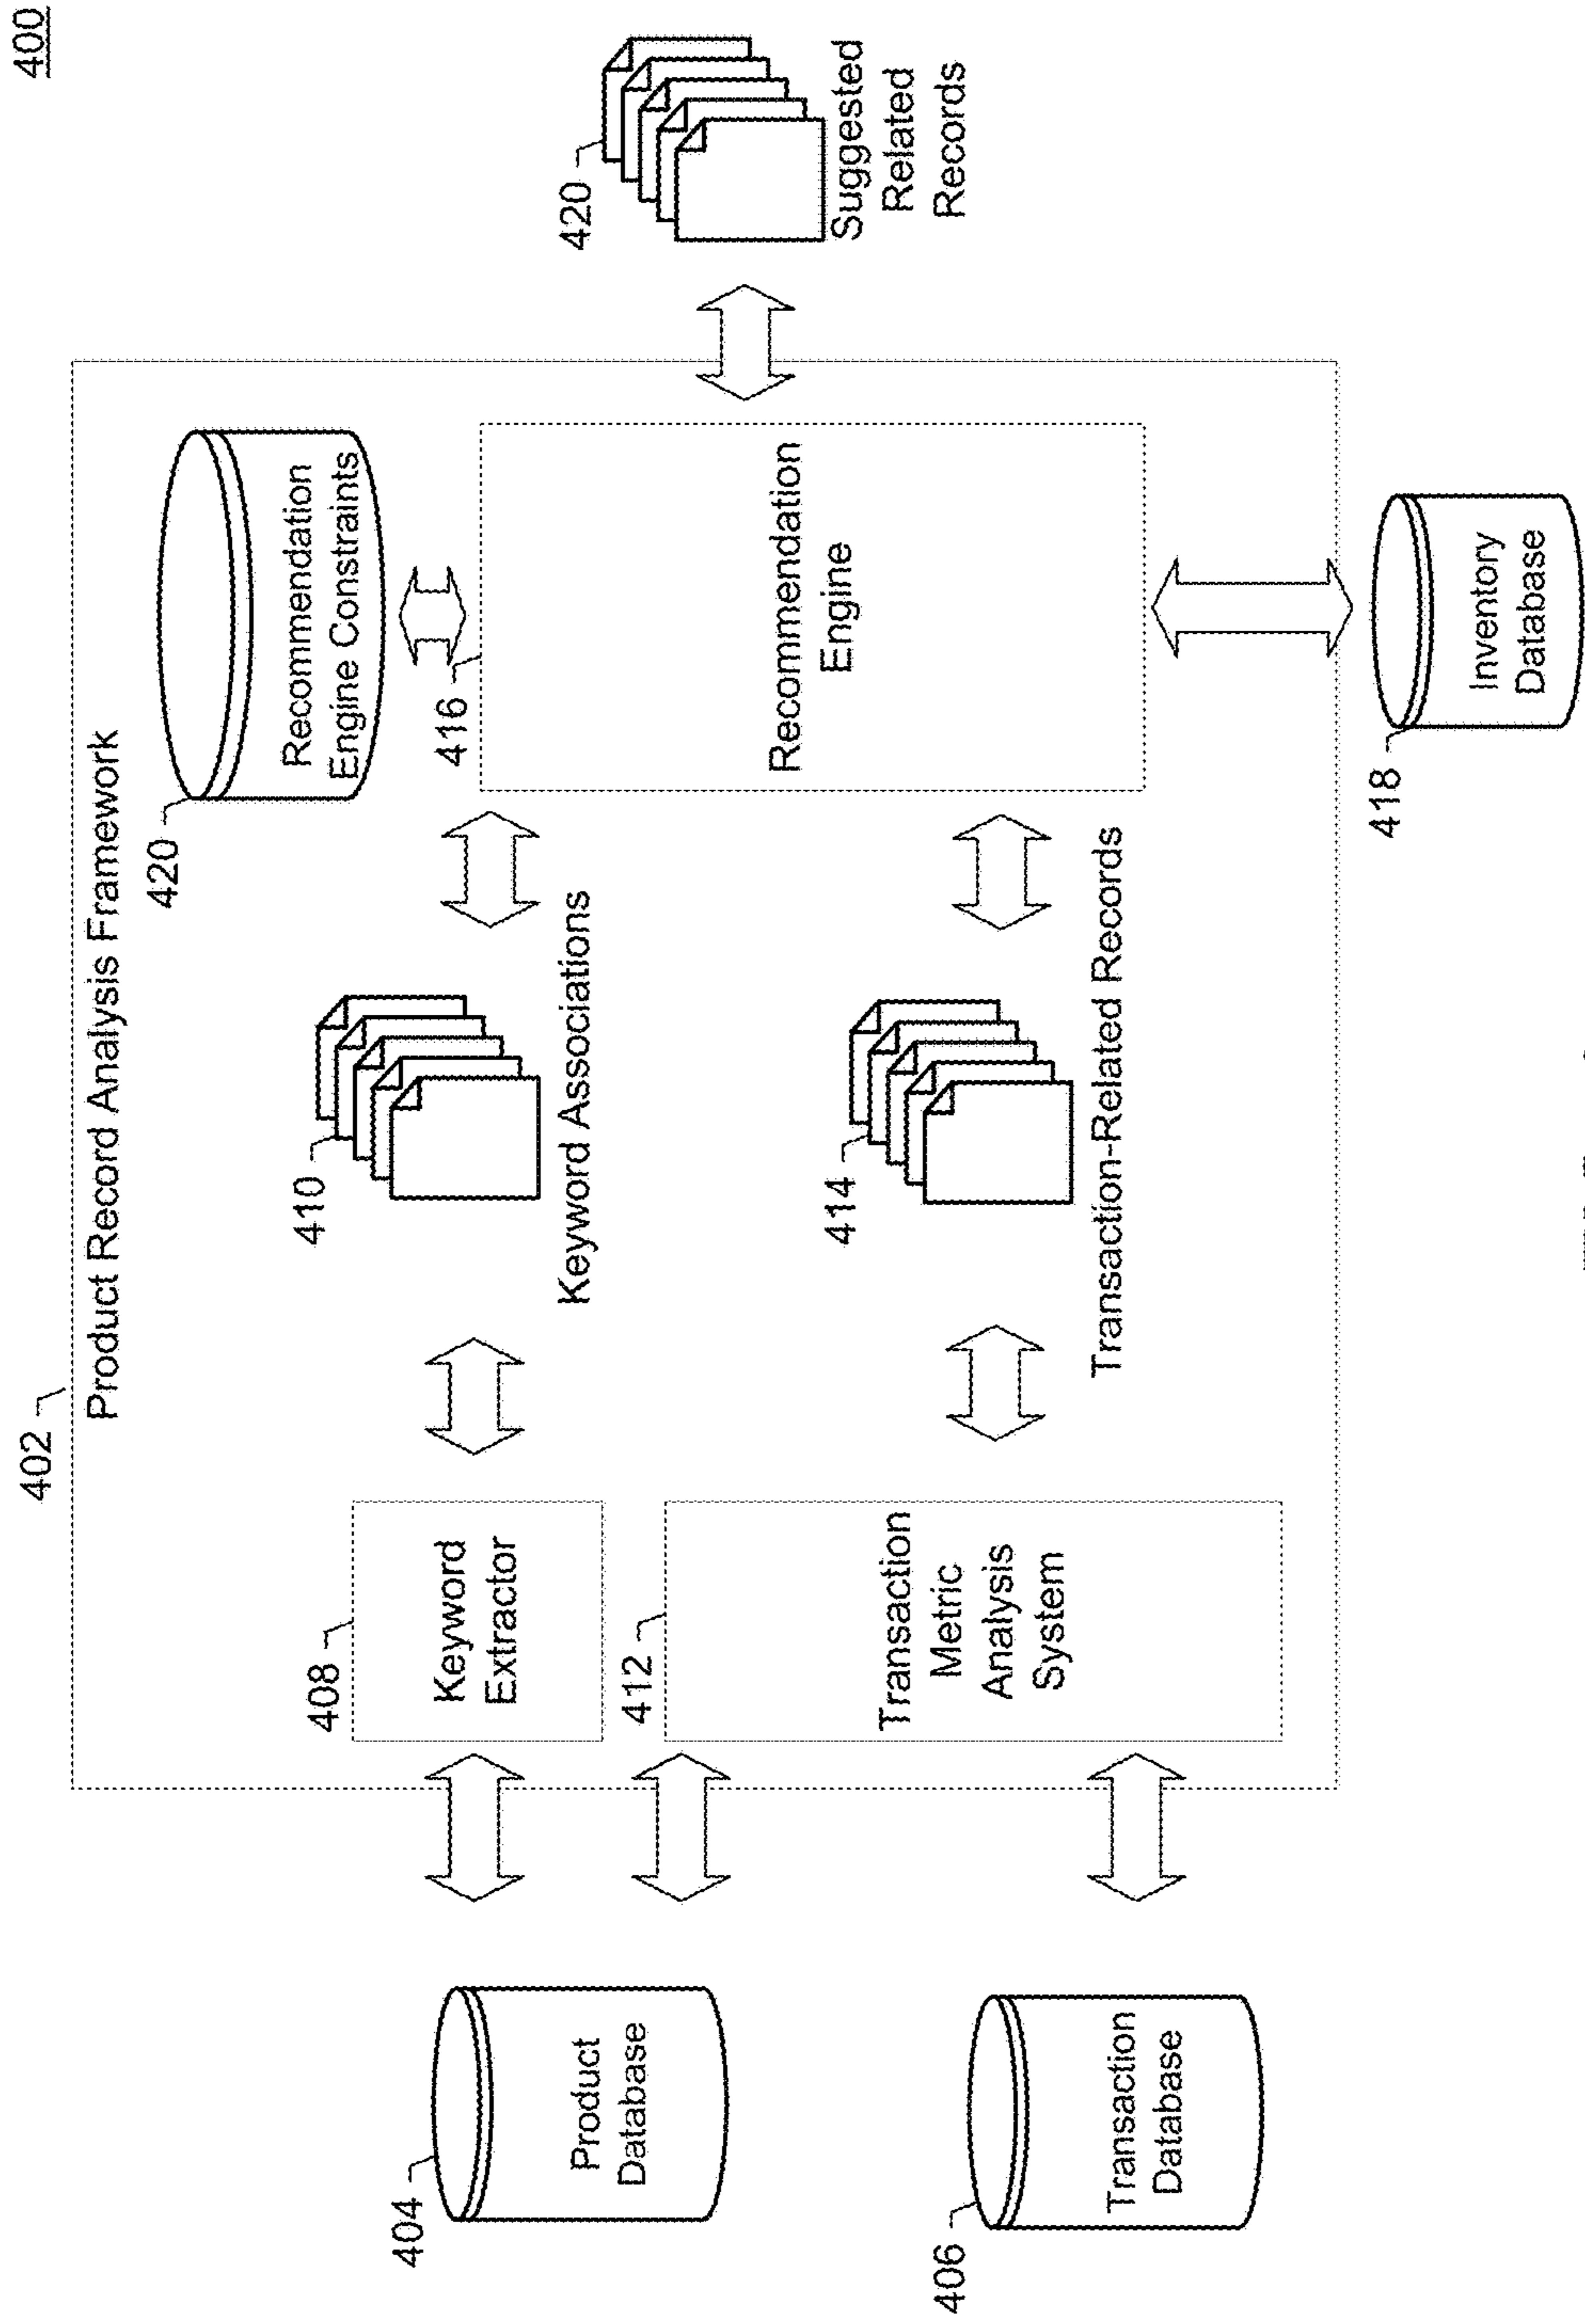 400
402
Product Record Analysis Framework
404
Product
Database
406
Transaction
Database
408
Keyword
Extractor
412
Transaction
Metric
Analysis
System
410
Keyword Associations
414
Transaction-Related Records
420
Recommendation
Engine Constraints
416
Recommendation
Engine
418
Inventory
Database
420
Suggested
Related
Records